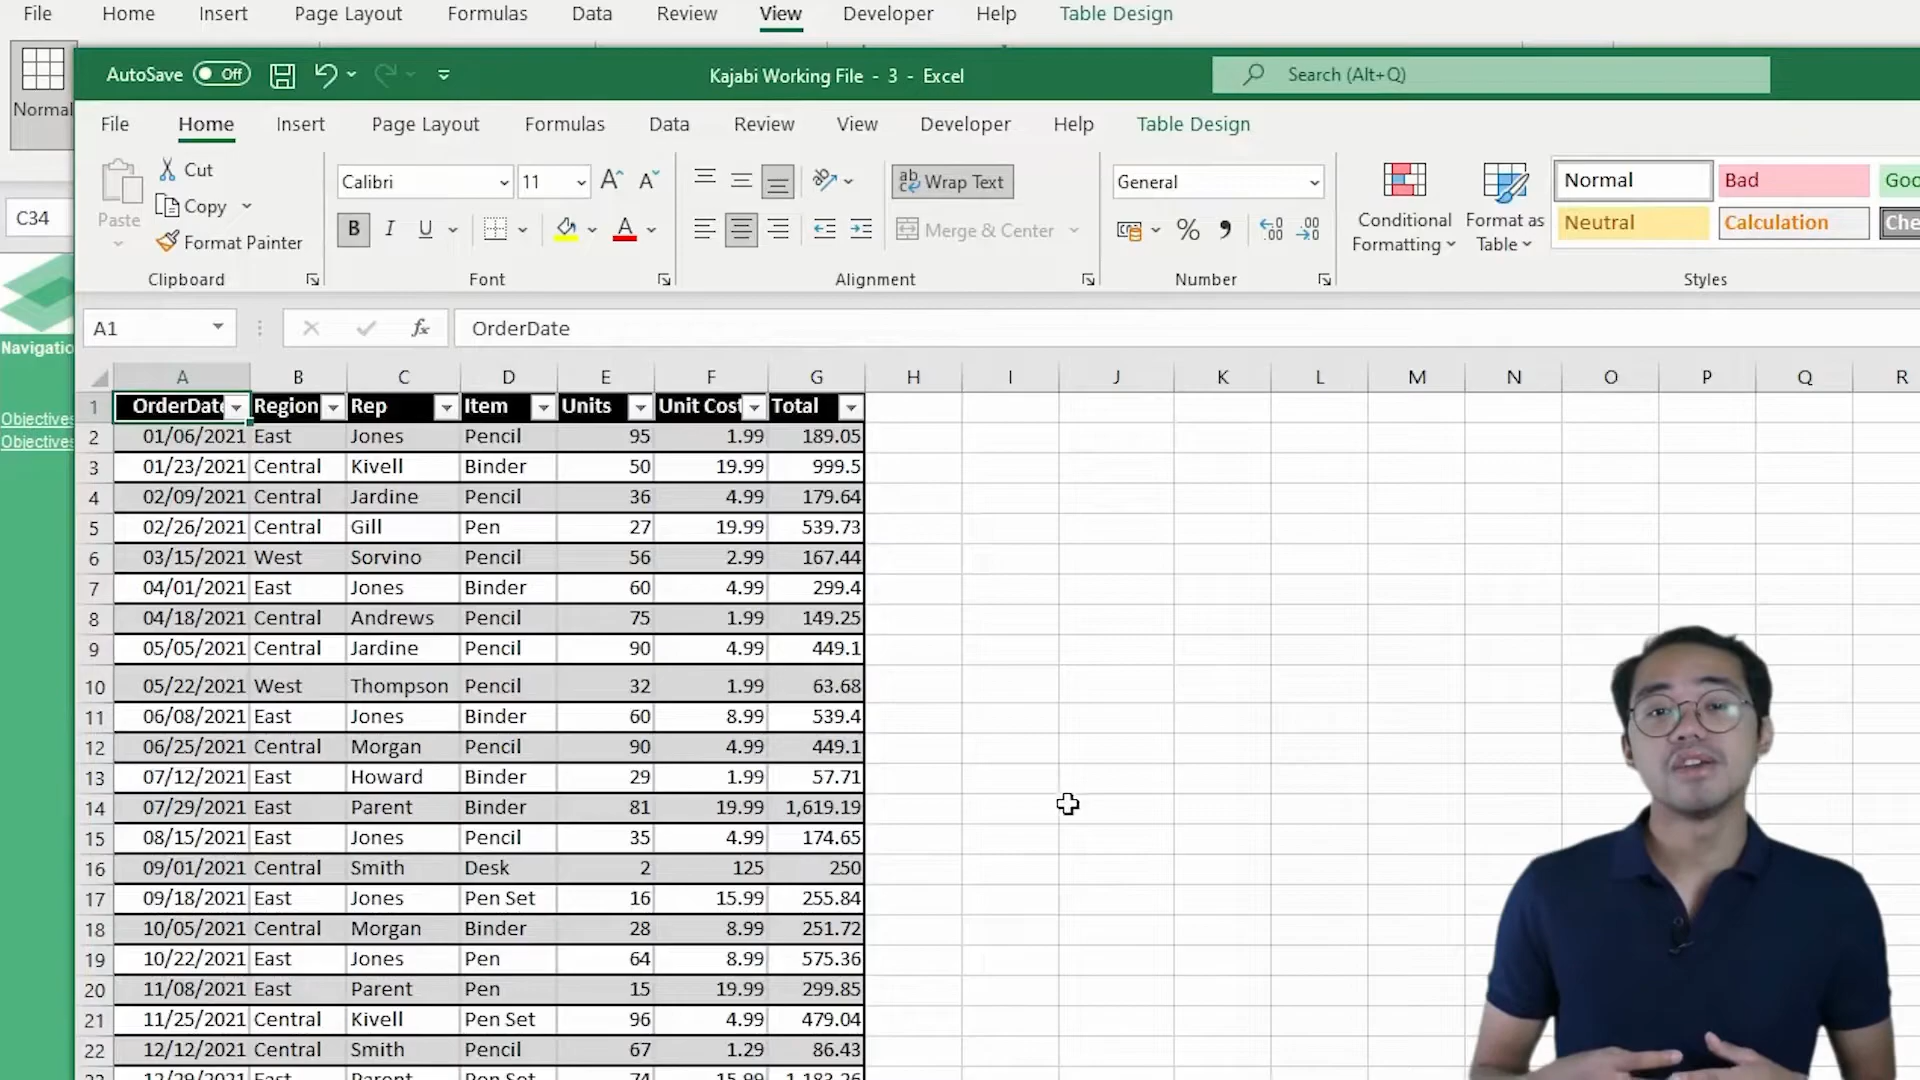 File Home Insert Page Layout Formulas Data Review View Developer Help Table Design
AutoSave Off Kajabi Working File - 3 - Excel Search (Alt+Q)
Normal
File Home Insert Page Layout Formulas Data Review View Developer Help Table Design
Paste Cut Copy Format Painter Clipboard
Calibri 11 B I U A Font
Wrap Text Merge & Center Alignment
General % Number
Conditional Formatting Format as Table
Normal Bad Neutral Calculation Styles
C34
A1 fx OrderDate
Objectives
Objectives
A B C D E F G H I J K L M N O P Q R
1 OrderDate Region Rep Item Units Unit Cost Total
2 01/06/2021 East Jones Pencil 95 1.99 189.05
3 01/23/2021 Central Kivell Binder 50 19.99 999.5
4 02/09/2021 Central Jardine Pencil 36 4.99 179.64
5 02/26/2021 Central Gill Pen 27 19.99 539.73
6 03/15/2021 West Sorvino Pencil 56 2.99 167.44
7 04/01/2021 East Jones Binder 60 4.99 299.4
8 04/18/2021 Central Andrews Pencil 75 1.99 149.25
9 05/05/2021 Central Jardine Pencil 90 4.99 449.1
10 05/22/2021 West Thompson Pencil 32 1.99 63.68
11 06/08/2021 East Jones Binder 60 8.99 539.4
12 06/25/2021 Central Morgan Pencil 90 4.99 449.1
13 07/12/2021 East Howard Binder 29 1.99 57.71
14 07/29/2021 East Parent Binder 81 19.99 1,619.19
15 08/15/2021 East Jones Pencil 35 4.99 174.65
16 09/01/2021 Central Smith Desk 2 125 250
17 09/18/2021 East Jones Pen Set 16 15.99 255.84
18 10/05/2021 Central Morgan Binder 28 8.99 251.72
19 10/22/2021 East Jones Pen 64 8.99 575.36
20 11/08/2021 East Parent Pen 15 19.99 299.85
21 11/25/2021 Central Kivell Pen Set 96 4.99 479.04
22 12/12/2021 Central Smith Pencil 67 1.29 86.43